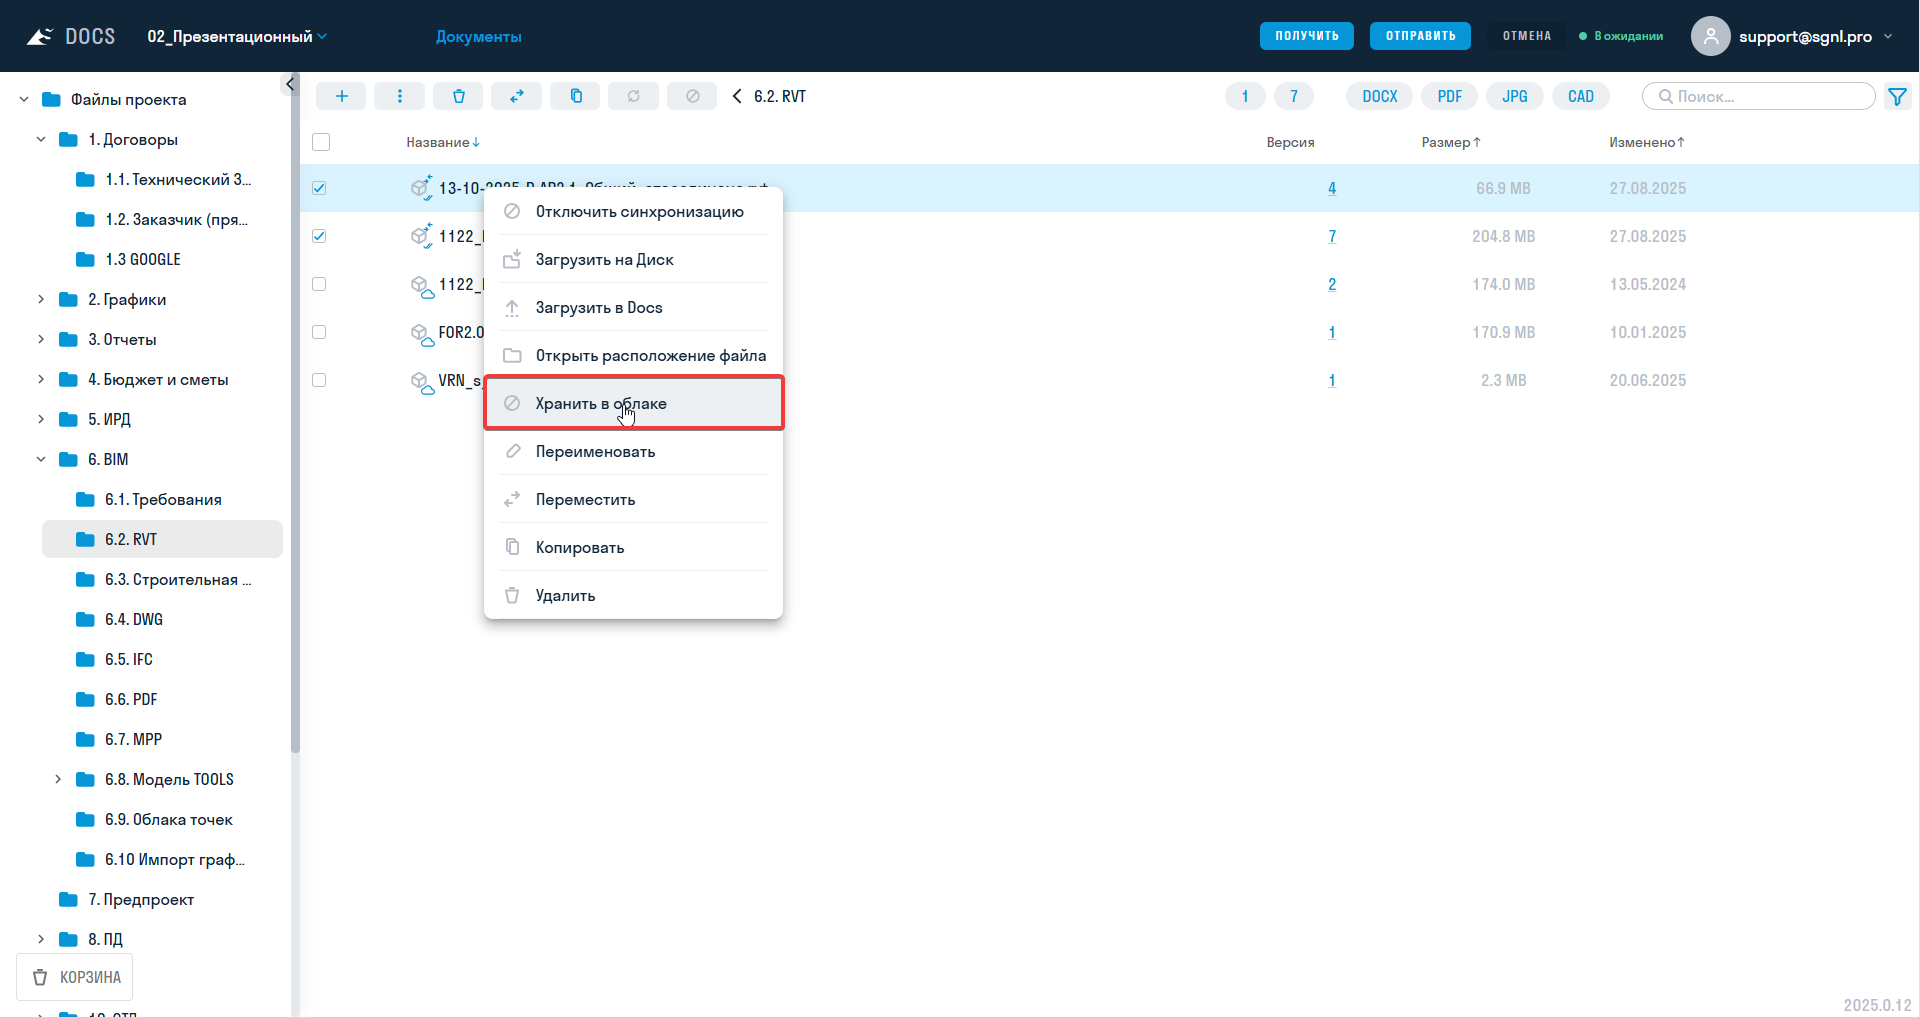 DOCS
02_Презентационный
Документы
ПОЛУЧИТЬ
ОТПРАВИТЬ
ОТМЕНА
В ожидании
support@sgnl.pro
Файлы проекта
1. Договоры
1.1. Технический З...
1.2. Заказчик (пря...
1.3 GOOGLE
2. Графики
3. Отчеты
4. Бюджет и сметы
5. ИРД
6. BIM
6.1. Требования
6.2. RVT
6.3. Строительная ...
6.4. DWG
6.5. IFC
6.6. PDF
6.7. MPP
6.8. Модель TOOLS
6.9. Облака точек
6.10 Импорт граф...
7. Предпроект
8. ПД
КОРЗИНА
6.2. RVT
1
7
DOCX
PDF
JPG
CAD
Поиск...
Название
Версия
Размер
Изменено
13-10-
4
66.9 MB
27.08.2025
1122_
7
204.8 MB
27.08.2025
1122_
2
174.0 MB
13.05.2024
FOR2.0
1
170.9 MB
10.01.2025
VRN_s
1
2.3 MB
20.06.2025
Отключить синхронизацию
Загрузить на Диск
Загрузить в Docs
Открыть расположение файла
Хранить в облаке
Переименовать
Переместить
Копировать
Удалить
2025.0.12